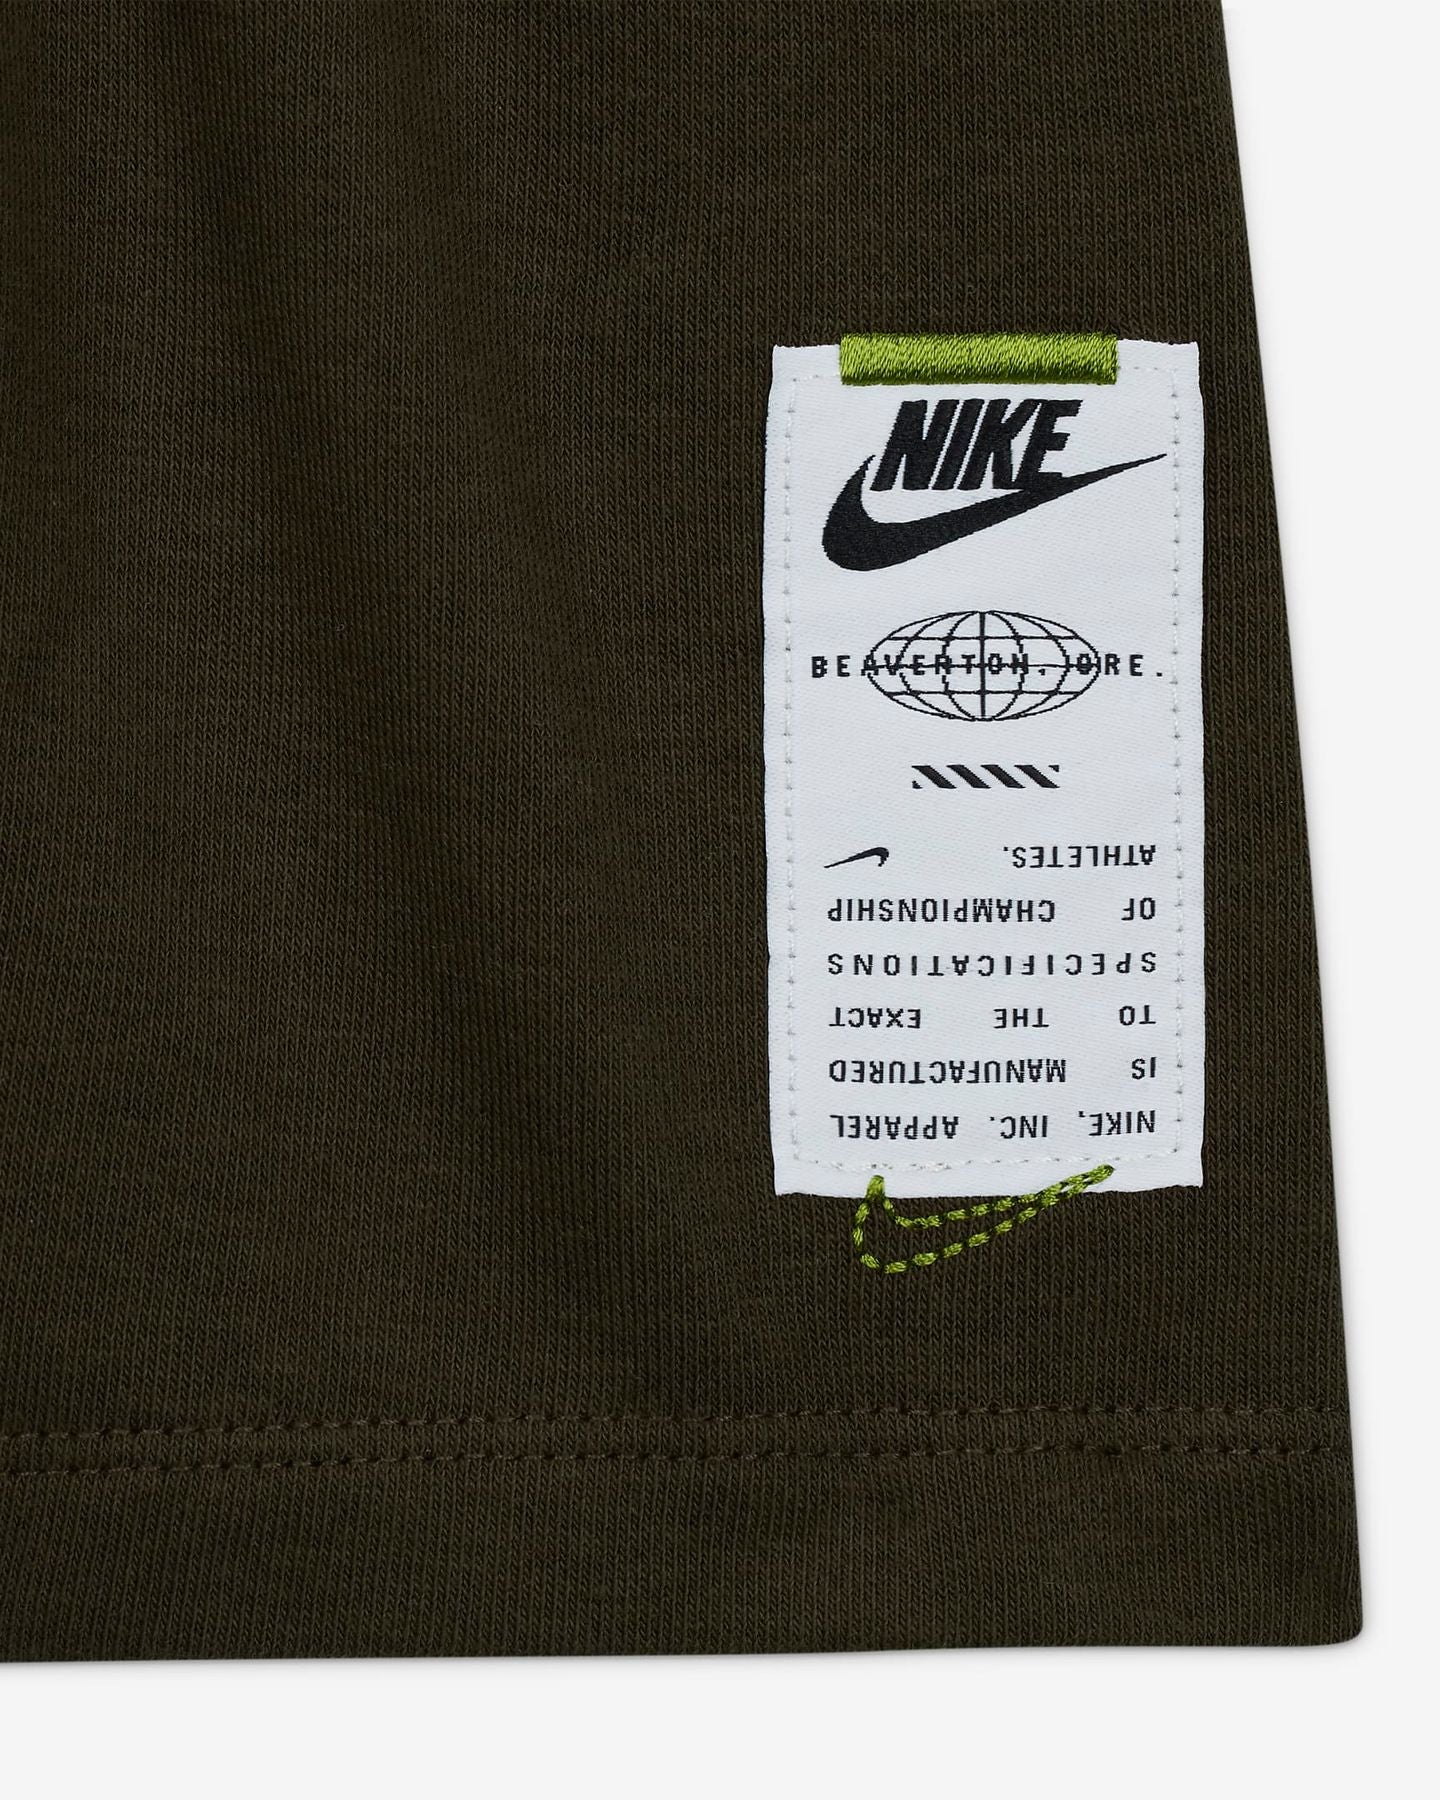 NIKE
BEAVERTON, ORE.
NIKE, INC. APPAREL
IS MANUFACTURED
TO THE EXACT
SPECIFICATIONS
OF CHAMPIONSHIP
ATHLETES.